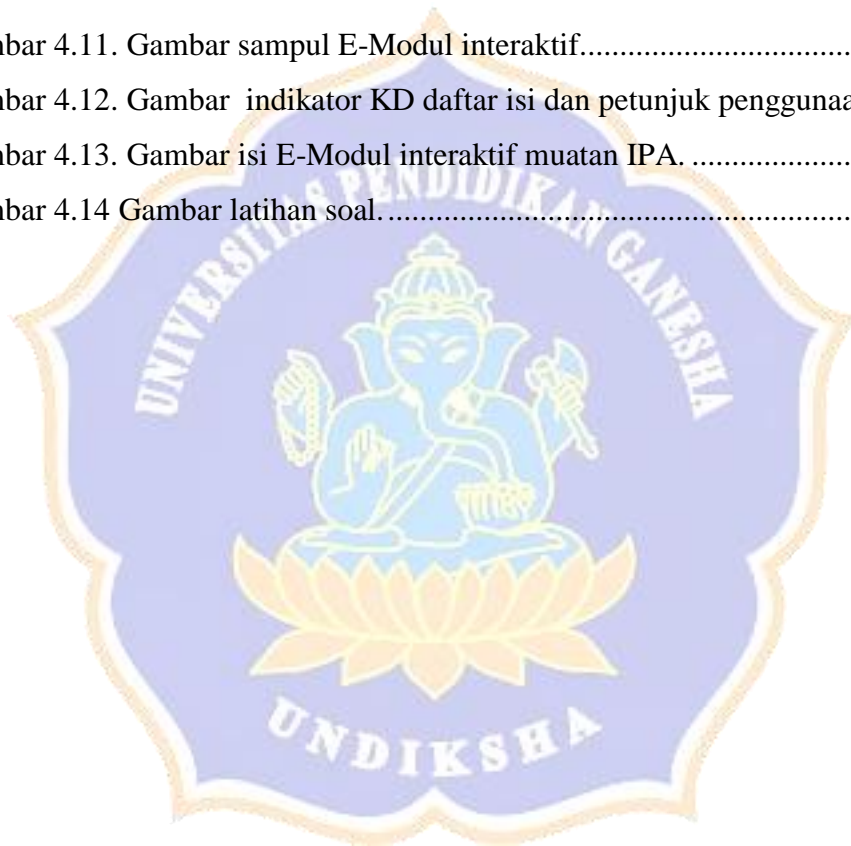 mbar 4.11. Gambar sampul E-Modul interaktif.................................
mbar 4.12. Gambar  indikator KD daftar isi dan petunjuk penggunaa
mbar 4.13. Gambar isi E-Modul interaktif muatan IPA. ....................
mbar 4.14 Gambar latihan soal. ..........................................................
UNIVERSITAS PENDIDIKAN GANESHA
UNDIKSHA